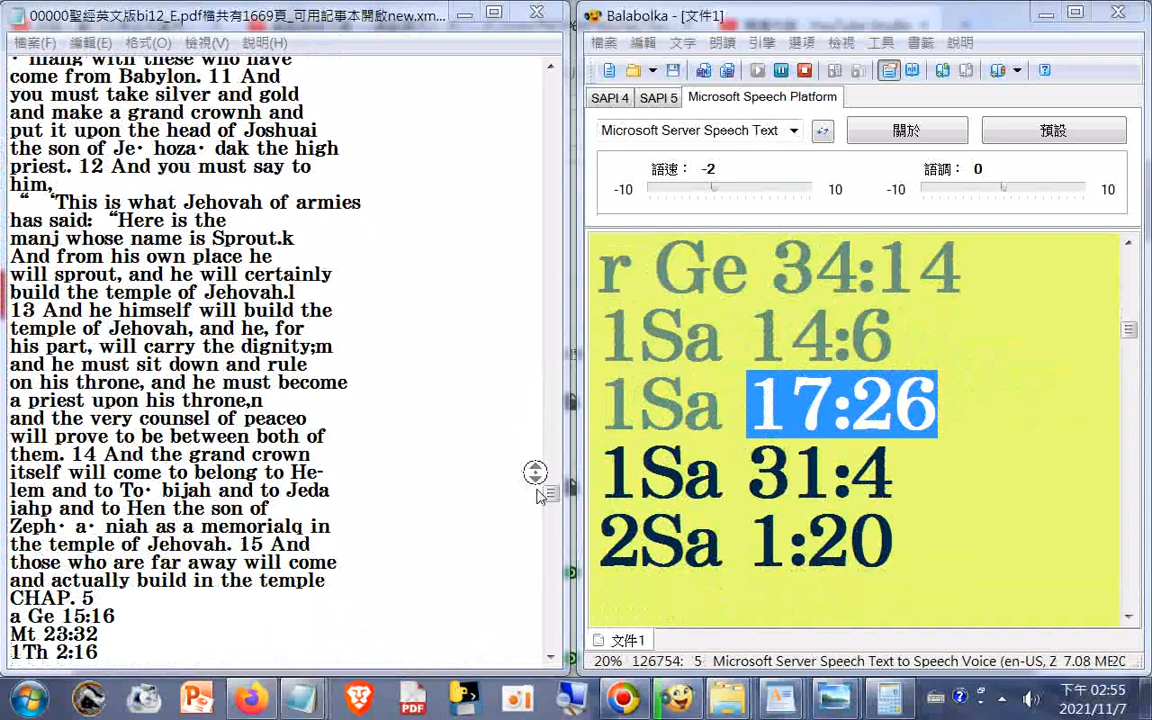 00000聖經英文版bi12_E.pdf檔共有1669頁_可用記事本開啟new.xm...
檔案(F) 編輯(E) 格式(O) 檢視(V) 說明(H)
come from Babylon. 11 And
you must take silver and gold
and make a grand crownh and
put it upon the head of Joshuai
the son of Je‧ hoza‧ dak the high
priest. 12 And you must say to
him,
“ ‘This is what Jehovah of armies
has said: “Here is the
manj whose name is Sprout.k
And from his own place he
will sprout, and he will certainly
build the temple of Jehovah.l
13 And he himself will build the
temple of Jehovah, and he, for
his part, will carry the dignity;m
and he must sit down and rule
on his throne, and he must become
a priest upon his throne,n
and the very counsel of peaceo
will prove to be between both of
them. 14 And the grand crown
itself will come to belong to He-
lem and to To‧ bijah and to Jeda
iahp and to Hen the son of
Zeph‧ a‧ niah as a memorialq in
the temple of Jehovah. 15 And
those who are far away will come
and actually build in the temple
CHAP. 5
a Ge 15:16
Mt 23:32
1Th 2:16
Balabolka - [文件1]
檔案 編輯 文字 朗讀 引擎 選項 檢視 工具 書籤 說明
SAPI 4 SAPI 5 Microsoft Speech Platform
Microsoft Server Speech Text 關於 預設
語速: -2 語調: 0
-10 10 -10 10
r Ge 34:14
1Sa 14:6
1Sa 17:26
1Sa 31:4
2Sa 1:20
文件1
20% 126754: 5 Microsoft Server Speech Text to Speech Voice (en-US, Z 7.08 ME
PDF
下午 02:55
2021/11/7